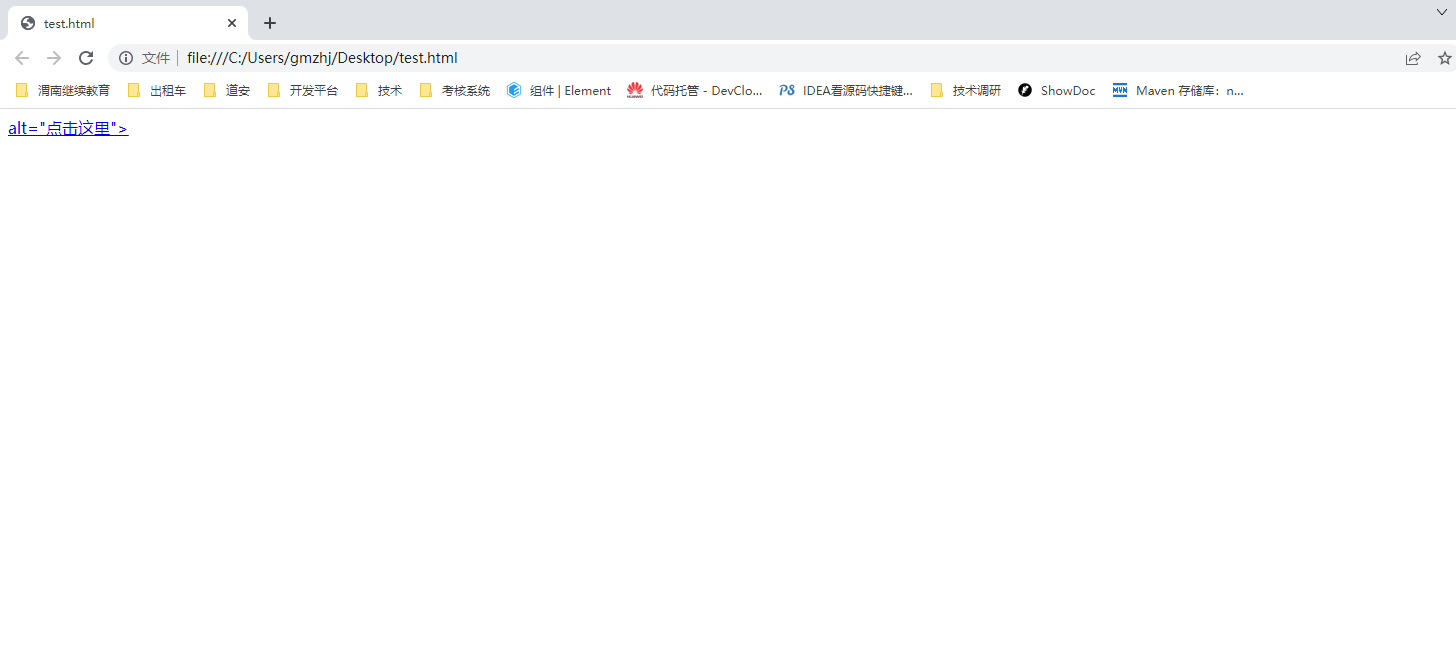 test.html
文件 file:///C:/Users/gmzhj/Desktop/test.html
渭南继续教育 出租车 道安 开发平台 技术 考核系统 组件 | Element HUAWEI 代码托管 - DevClo... PS IDEA看源码快捷键... 技术调研 ShowDoc MVN Maven 存储库：n...
alt="点击这里">